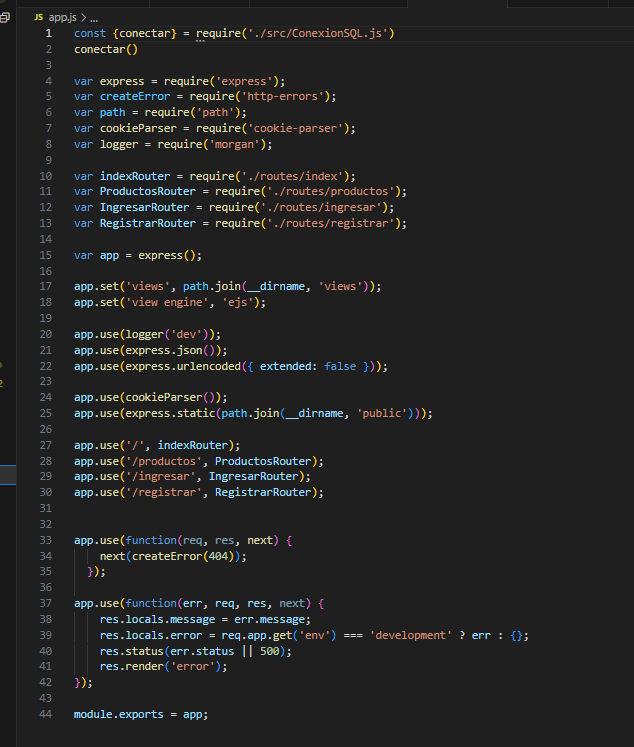 JS app.js > ...
1 const {conectar} = require('./src/ConexionSQL.js')
2 conectar()
3
4 var express = require('express');
5 var createError = require('http-errors');
6 var path = require('path');
7 var cookieParser = require('cookie-parser');
8 var logger = require('morgan');
9
10 var indexRouter = require('./routes/index');
11 var ProductosRouter = require('./routes/productos');
12 var IngresarRouter = require('./routes/ingresar');
13 var RegistrarRouter = require('./routes/registrar');
14
15 var app = express();
16
17 app.set('views', path.join(__dirname, 'views'));
18 app.set('view engine', 'ejs');
19
20 app.use(logger('dev'));
21 app.use(express.json());
22 app.use(express.urlencoded({ extended: false }));
23
24 app.use(cookieParser());
25 app.use(express.static(path.join(__dirname, 'public')));
26
27 app.use('/', indexRouter);
28 app.use('/productos', ProductosRouter);
29 app.use('/ingresar', IngresarRouter);
30 app.use('/registrar', RegistrarRouter);
31
32
33 app.use(function(req, res, next) {
34     next(createError(404));
35   });
36
37 app.use(function(err, req, res, next) {
38     res.locals.message = err.message;
39     res.locals.error = req.app.get('env') === 'development' ? err : {};
40     res.status(err.status || 500);
41     res.render('error');
42 });
43
44 module.exports = app;